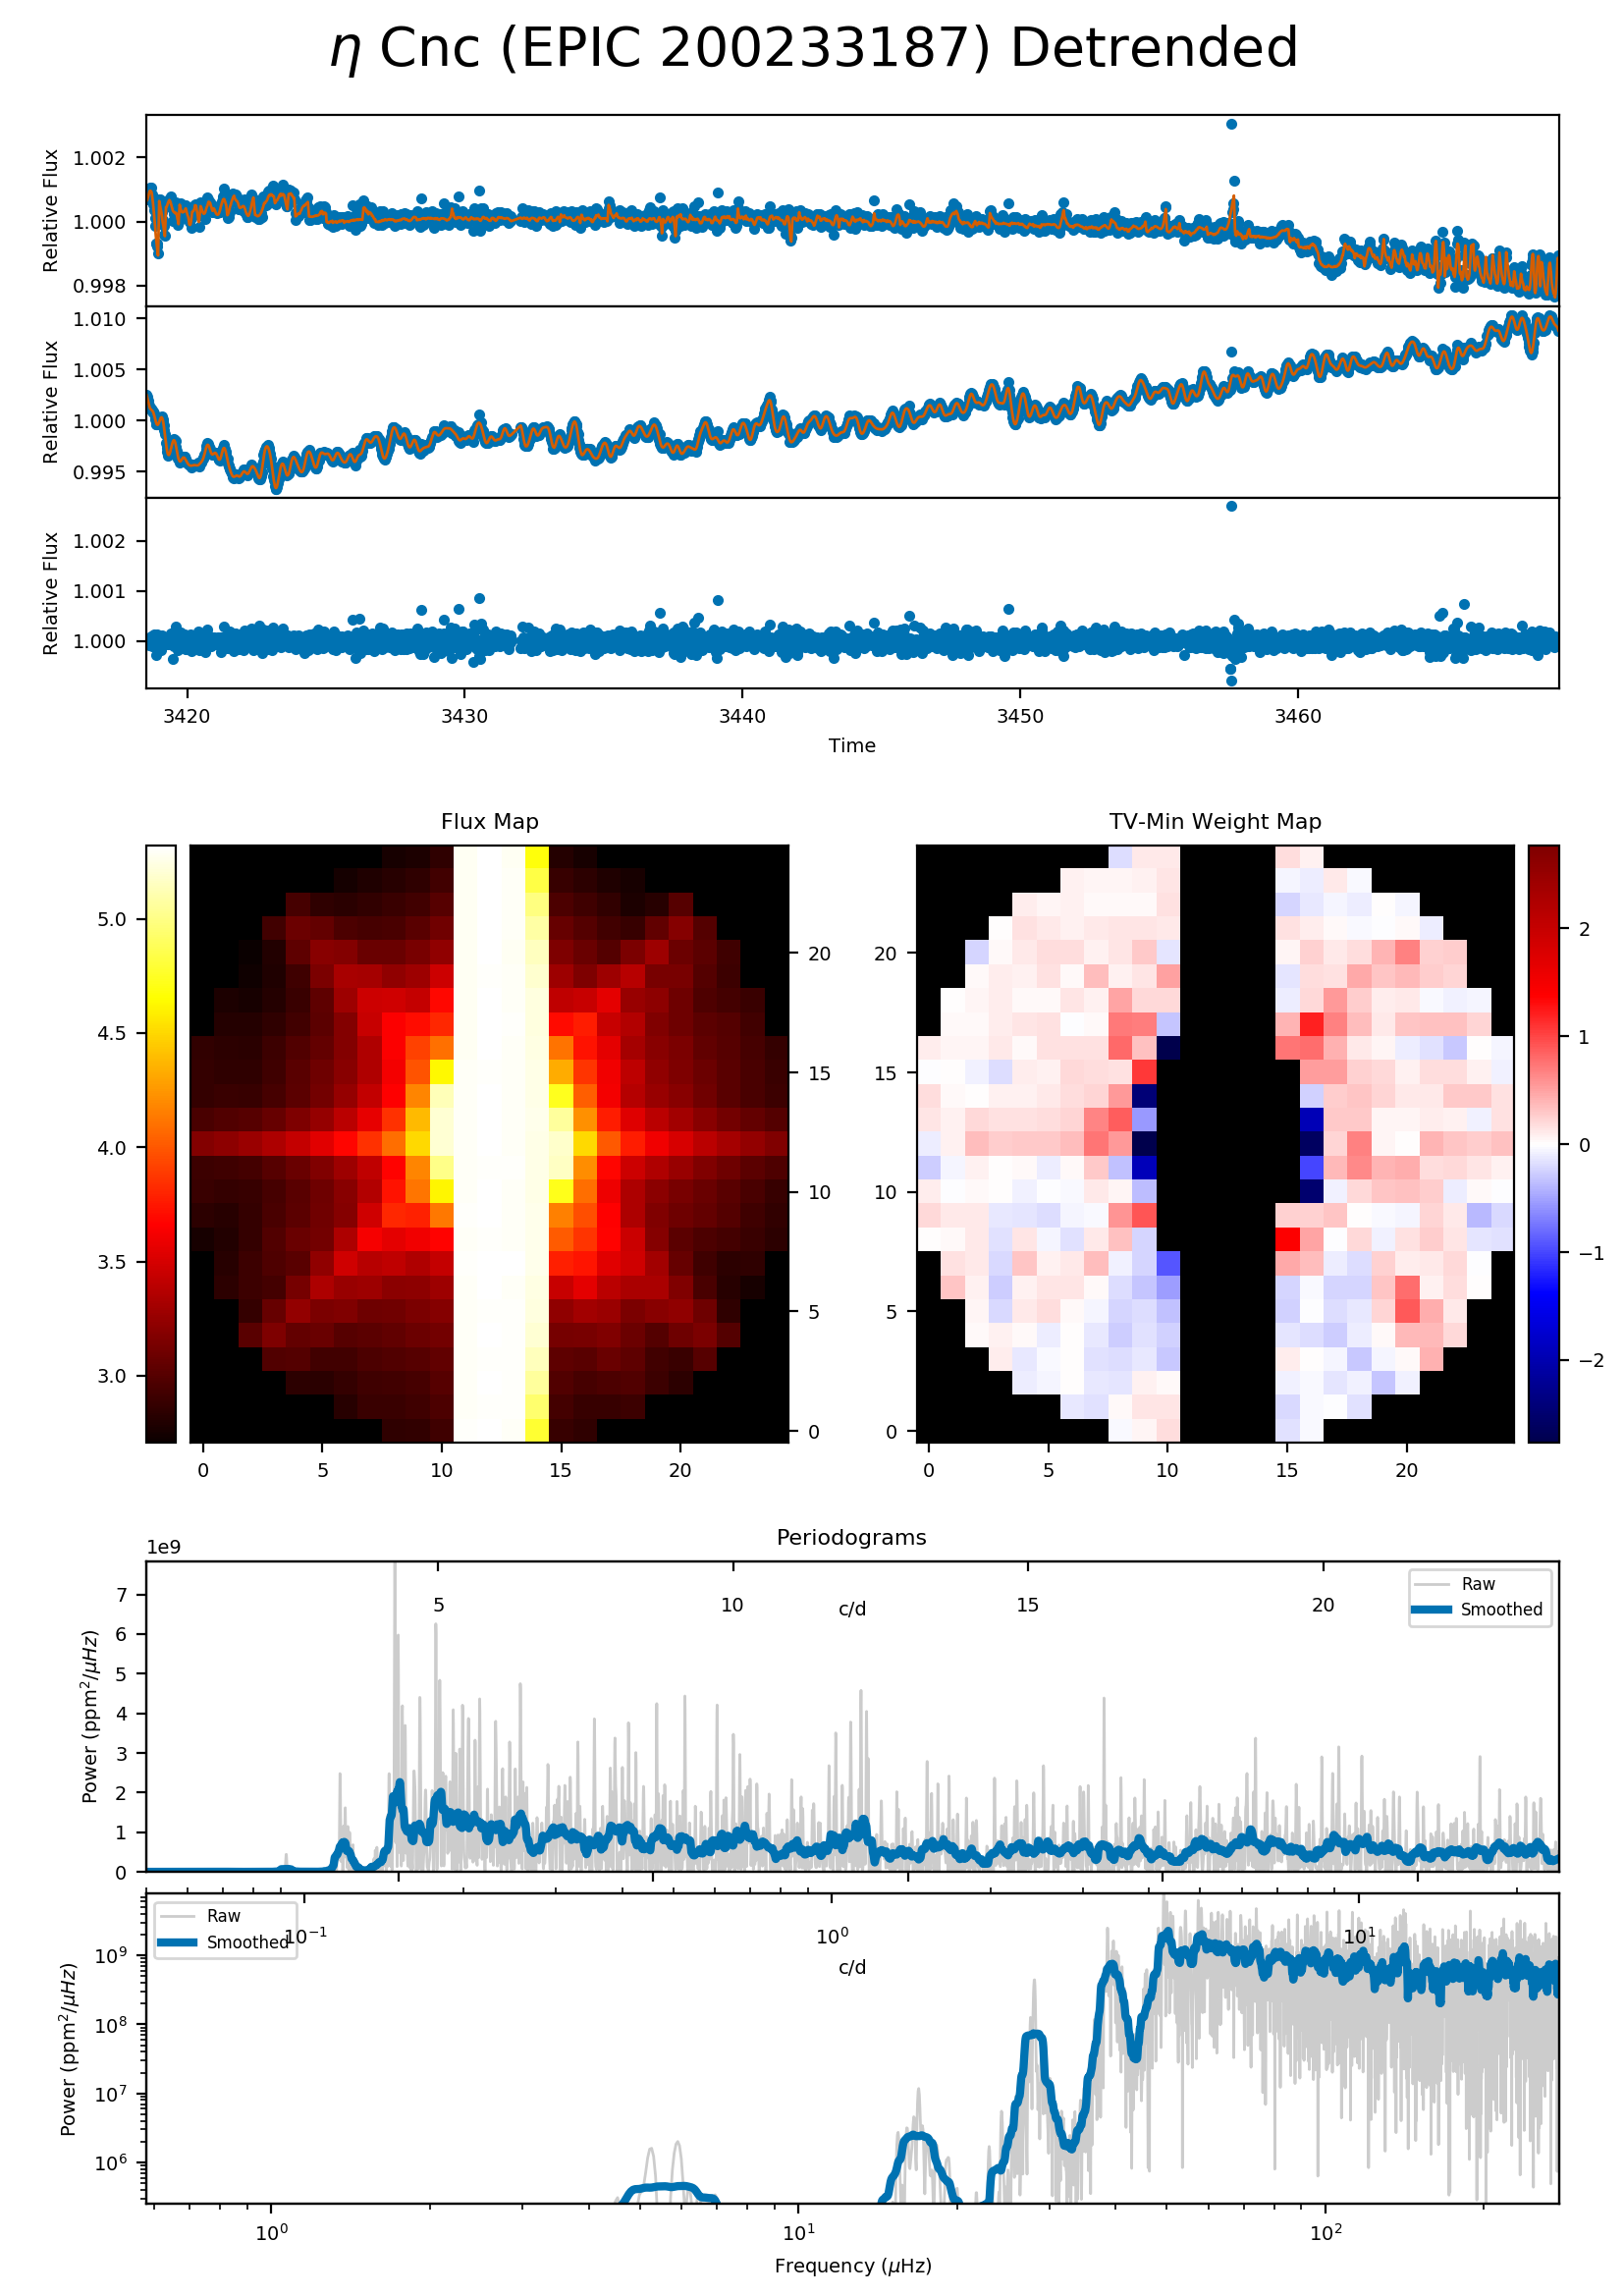 η Cnc (EPIC 200233187) Detrended
Relative Flux
1.002
1.000
0.998
Relative Flux
1.010
1.005
1.000
0.995
Relative Flux
1.002
1.001
1.000
3420 3430 3440 3450 3460
Time
Flux Map
5.0
4.5
4.0
3.5
3.0
20
15
10
5
0
0 5 10 15 20
TV-Min Weight Map
20
15
10
5
0
0 5 10 15 20
2
1
0
−1
−2
Periodograms
1e9
Power (ppm²/μHz)
7
6
5
4
3
2
1
0
5 10 15 20
c/d
Raw
Smoothed
Power (ppm²/μHz)
10⁹
10⁸
10⁷
10⁶
Raw
Smoothed
10⁻¹ 10⁰ 10¹
c/d
10⁰ 10¹ 10²
Frequency (μHz)